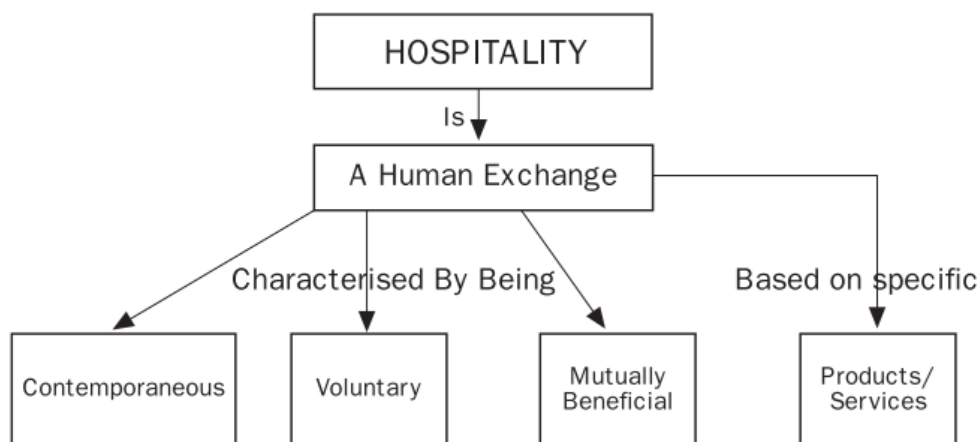 HOSPITALITY
Is
A Human Exchange
Characterised By Being
Based on specific
Contemporaneous
Voluntary
Mutually
Beneficial
Products/
Services